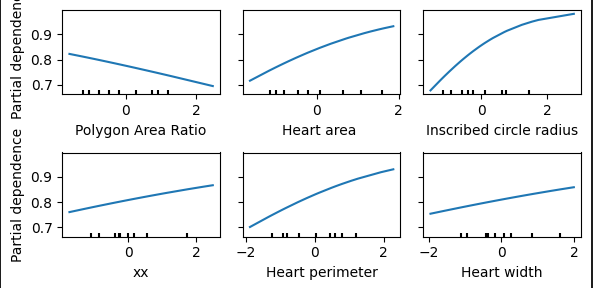 Partial dependence
0.9
0.8
0.7
0 2
Polygon Area Ratio
0 2
Heart area
0 2
Inscribed circle radius
Partial dependence
0.9
0.8
0.7
0 2
xx
−2 0 2
Heart perimeter
−2 0 2
Heart width